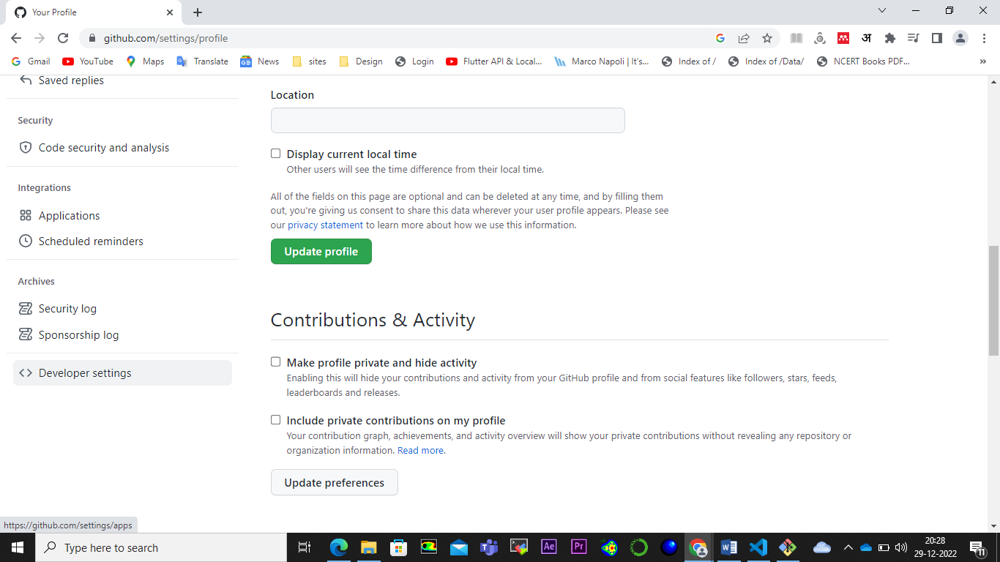 Your Profile
github.com/settings/profile
अ
Gmail
YouTube
Maps
Translate
News
sites
Design
Login
Flutter API & Local...
Marco Napoli | It's...
Index of /
Index of /Data/
NCERT Books PDF...
»
Saved replies
Security
Code security and analysis
Integrations
Applications
Scheduled reminders
Archives
Security log
Sponsorship log
Developer settings
Location
Display current local time
Other users will see the time difference from their local time.
All of the fields on this page are optional and can be deleted at any time, and by filling them
out, you're giving us consent to share this data wherever your user profile appears. Please see
our privacy statement to learn more about how we use this information.
Update profile
Contributions & Activity
Make profile private and hide activity
Enabling this will hide your contributions and activity from your GitHub profile and from social features like followers, stars, feeds,
leaderboards and releases.
Include private contributions on my profile
Your contribution graph, achievements, and activity overview will show your private contributions without revealing any repository or
organization information. Read more.
Update preferences
https://github.com/settings/apps
Type here to search
Ae
Pr
20:28
29-12-2022
11